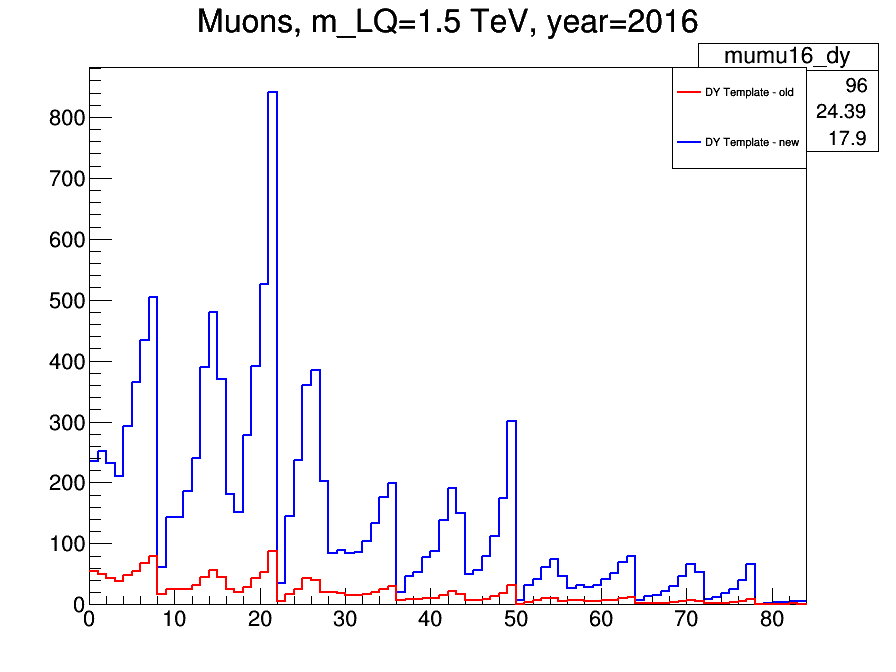 Muons, m_LQ=1.5 TeV, year=2016
mumu16_dy
96
24.39
17.9
DY Template - old
DY Template - new
800
700
600
500
400
300
200
100
0
0 10 20 30 40 50 60 70 80